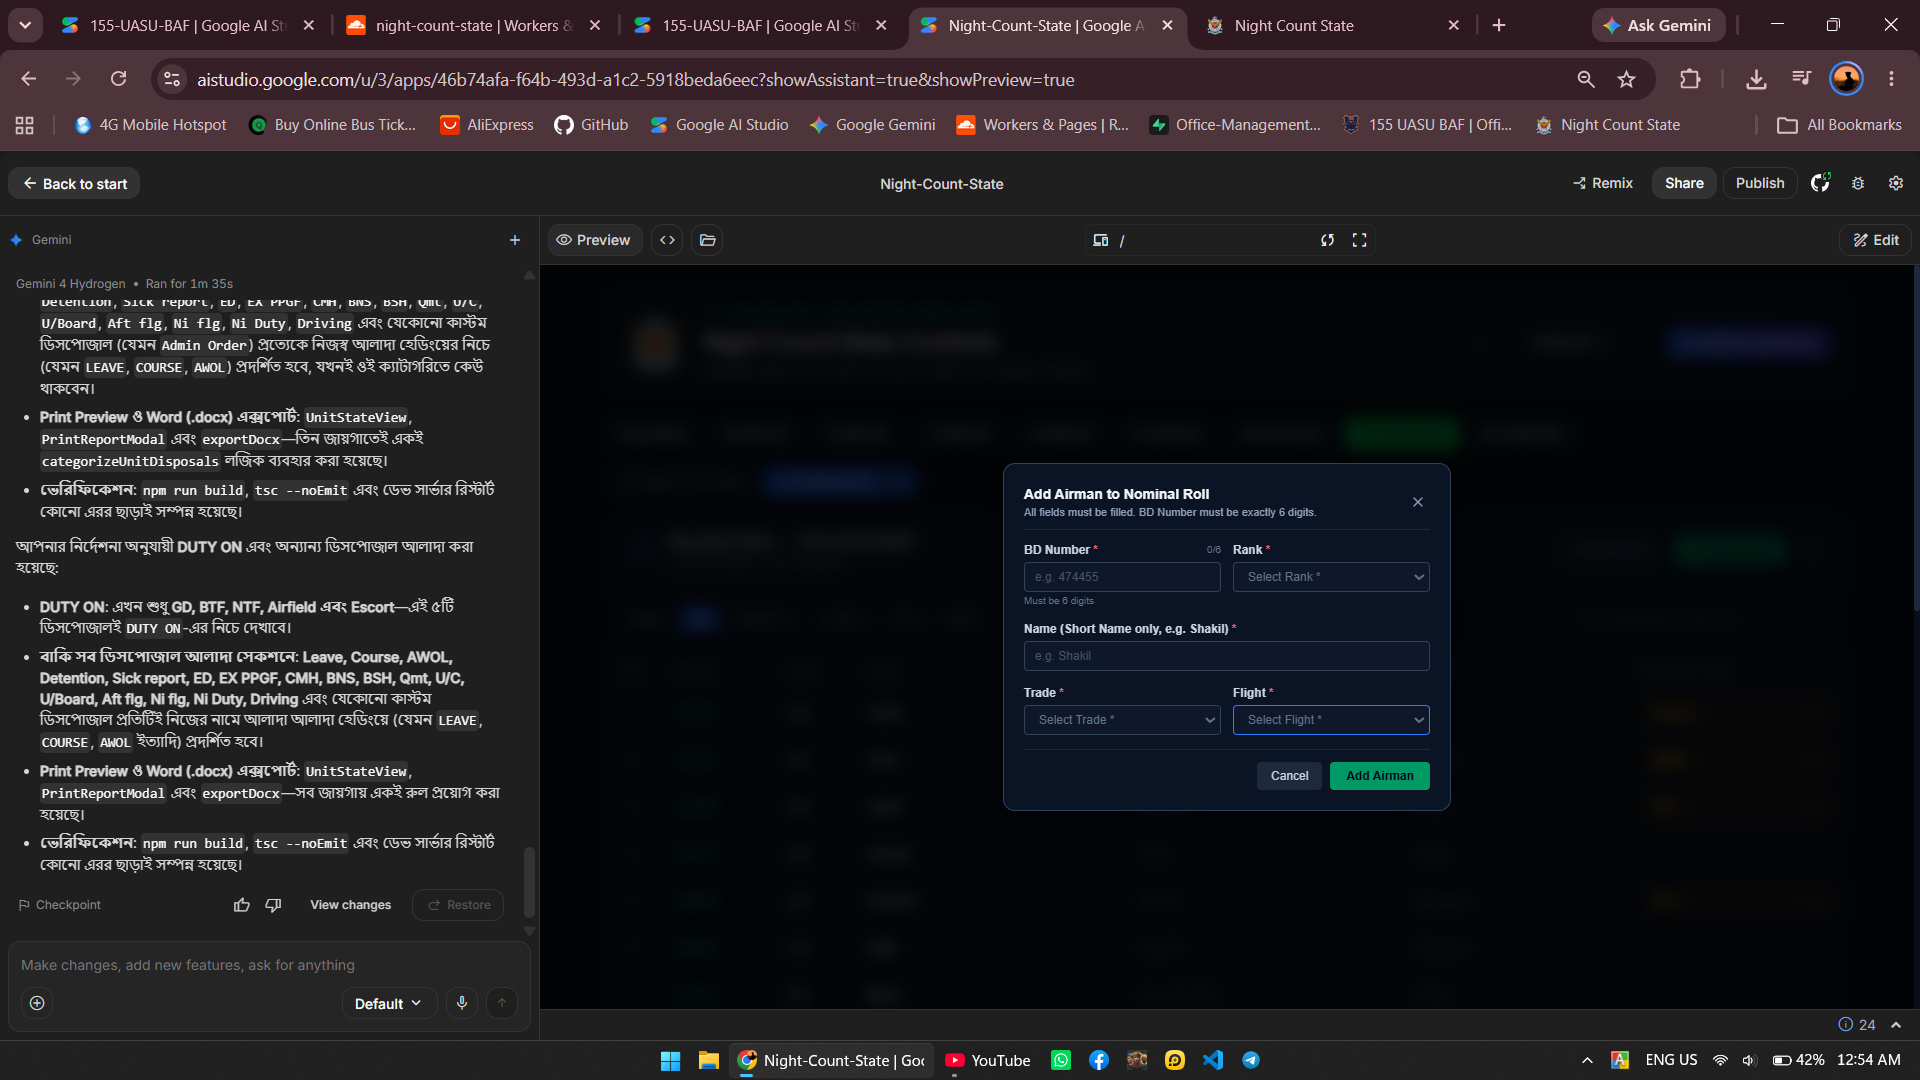 155-UASU-BAF | Google AI St
night-count-state | Workers &
155-UASU-BAF | Google AI St
Night-Count-State | Google A
Night Count State
Ask Gemini
aistudio.google.com/u/3/apps/46b74afa-f64b-493d-a1c2-5918beda6eec?showAssistant=true&showPreview=true
4G Mobile Hotspot
Buy Online Bus Tick...
AliExpress
GitHub
Google AI Studio
Google Gemini
Workers & Pages | R...
Office-Management...
155 UASU BAF | Offi...
Night Count State
All Bookmarks
Back to start
Night-Count-State
Remix
Share
Publish
Gemini
Preview
/
Edit
Gemini 4 Hydrogen • Ran for 1m 35s
Detention, Sick report, ED, EX PPGF, CMH, BNS, BSH, Qmt, U/C,
U/Board, Aft flg, Ni flg, Ni Duty, Driving এবং যেকোনো কাস্টম
ডিসপোজাল (যেমন Admin Order) প্রত্যেকে নিজস্ব আলাদা হেডিংয়ের নিচে
(যেমন LEAVE, COURSE, AWOL) প্রদর্শিত হবে, যখনই ওই ক্যাটাগরিতে কেউ
থাকবেন।
• Print Preview ও Word (.docx) এক্সপোর্ট: UnitStateView,
PrintReportModal এবং exportDocx—তিন জায়গাতেই একই
categorizeUnitDisposals লজিক ব্যবহার করা হয়েছে।
• ভেরিফিকেশন: npm run build, tsc --noEmit এবং ডেভ সার্ভার রিস্টার্ট
কোনো এরর ছাড়াই সম্পন্ন হয়েছে।
আপনার নির্দেশনা অনুযায়ী DUTY ON এবং অন্যান্য ডিসপোজাল আলাদা করা
হয়েছে:
• DUTY ON: এখন শুধু GD, BTF, NTF, Airfield এবং Escort—এই ৫টি
ডিসপোজালই DUTY ON-এর নিচে দেখাবে।
• বাকি সব ডিসপোজাল আলাদা সেকশনে: Leave, Course, AWOL,
Detention, Sick report, ED, EX PPGF, CMH, BNS, BSH, Qmt, U/C,
U/Board, Aft flg, Ni flg, Ni Duty, Driving এবং যেকোনো কাস্টম
ডিসপোজাল প্রতিটিই নিজের নামে আলাদা আলাদা হেডিংয়ে (যেমন LEAVE,
COURSE, AWOL ইত্যাদি) প্রদর্শিত হবে।
• Print Preview ও Word (.docx) এক্সপোর্ট: UnitStateView,
PrintReportModal এবং exportDocx—সব জায়গায় একই রুল প্রয়োগ করা
হয়েছে।
• ভেরিফিকেশন: npm run build, tsc --noEmit এবং ডেভ সার্ভার রিস্টার্ট
কোনো এরর ছাড়াই সম্পন্ন হয়েছে।
Checkpoint
View changes
Restore
Make changes, add new features, ask for anything
Default
Add Airman to Nominal Roll
All fields must be filled. BD Number must be exactly 6 digits.
BD Number * 0/6
Rank *
e.g. 474455
Select Rank *
Must be 6 digits
Name (Short Name only, e.g. Shakil) *
e.g. Shakil
Trade *
Flight *
Select Trade *
Select Flight *
Cancel
Add Airman
24
Night-Count-State | Goo
YouTube
ENG US
42%
12:54 AM